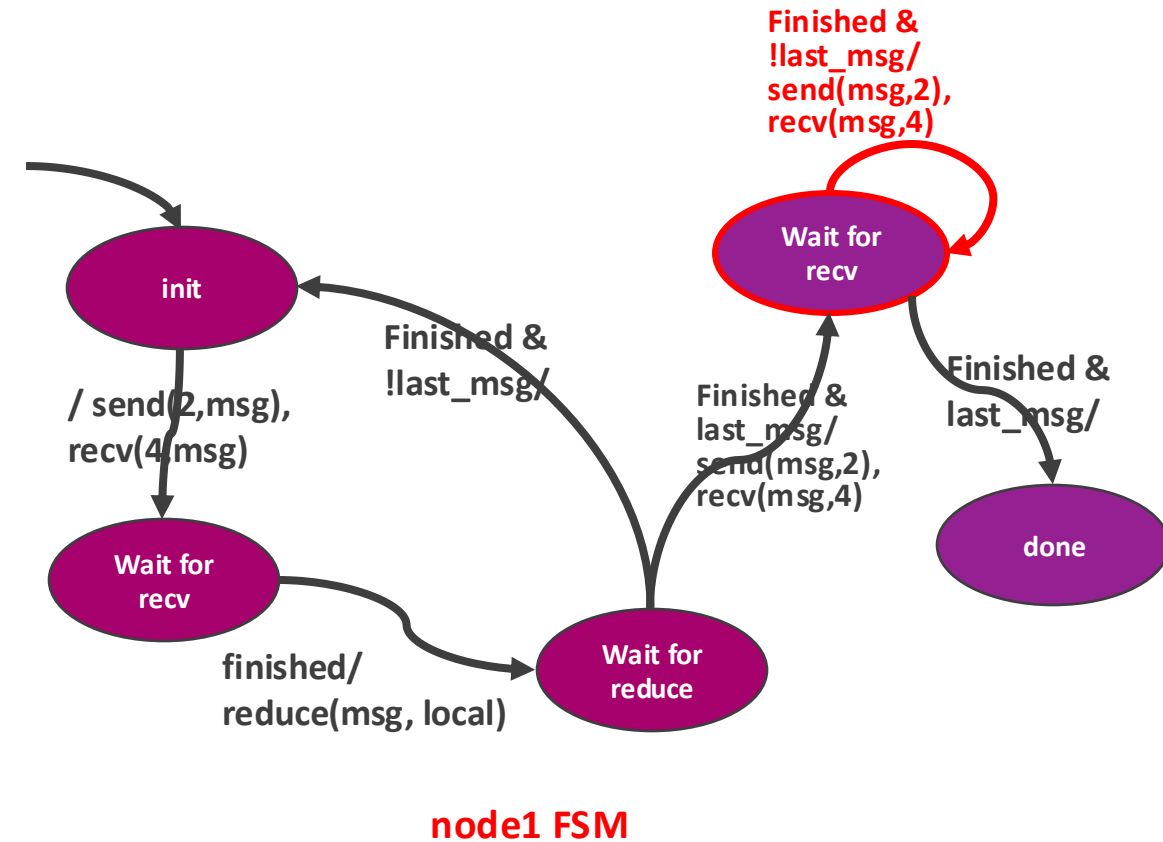 Finished &
!last_msg/
send(msg,2),
recv(msg,4)
Wait for
recv
init
Finished &
!last_msg/
Finished &
last_msg/
/ send(2,msg),
recv(4,msg)
Finished &
last_msg/
send(msg,2),
recv(msg,4)
Wait for
recv
done
finished/
reduce(msg, local)
Wait for
reduce
node1 FSM